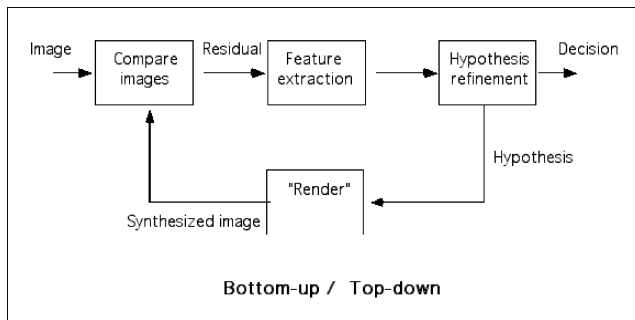 Image
Compare
images
Residual
Feature
extraction
Hypothesis
refinement
Decision
Hypothesis
"Render"
Synthesized image
Bottom-up / Top-down